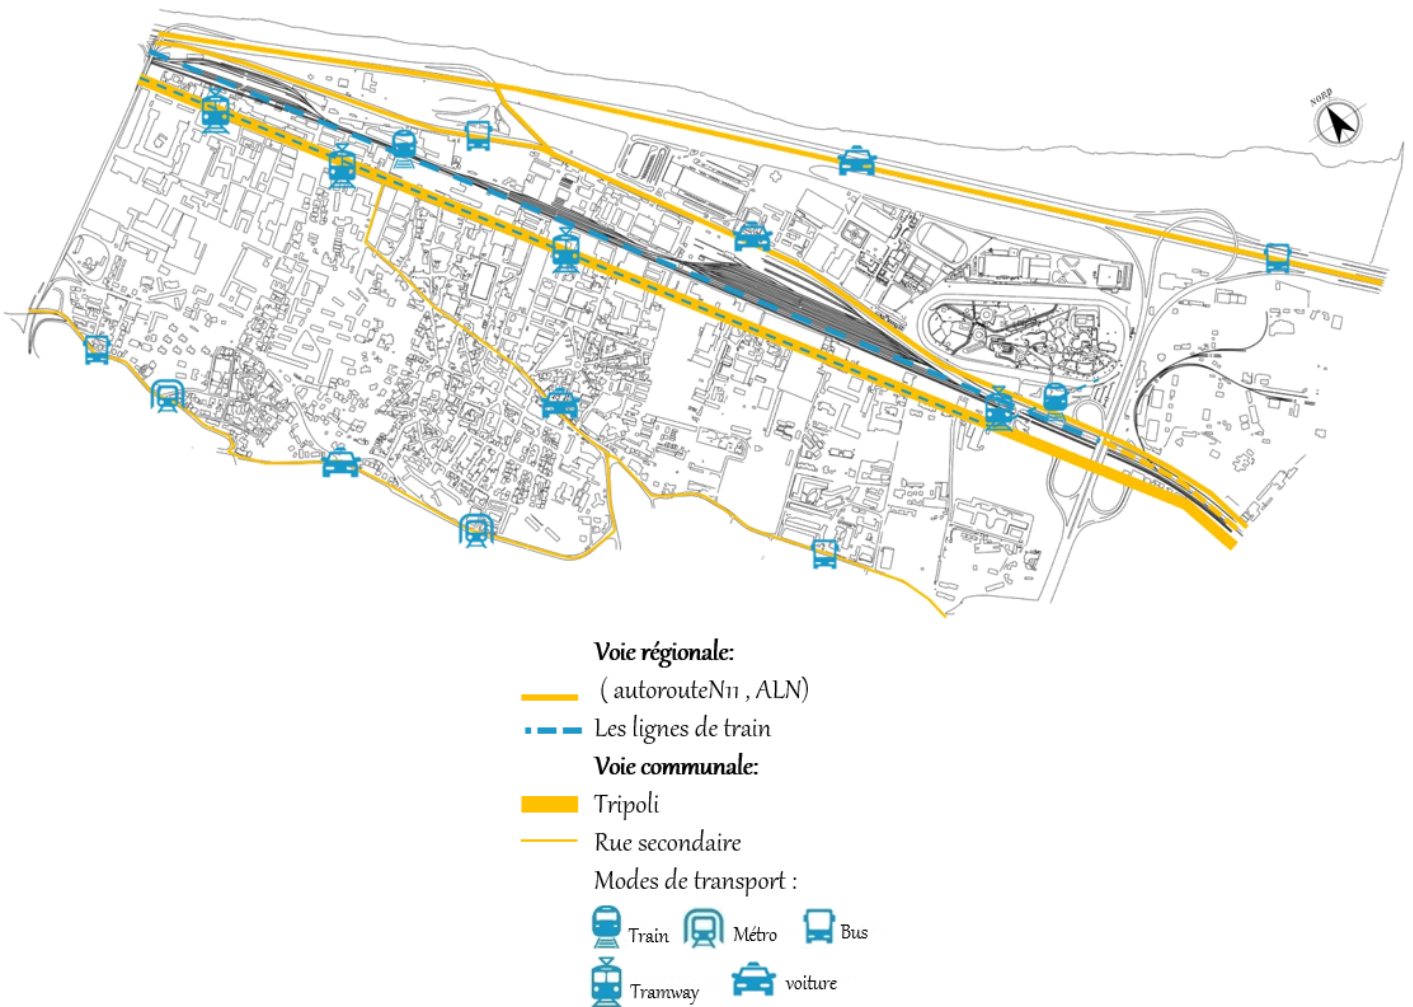 NORD
Voie régionale:
( autorouteN11 , ALN)
Les lignes de train
Voie communale:
Tripoli
Rue secondaire
Modes de transport :
Train Métro Bus
Tramway voiture